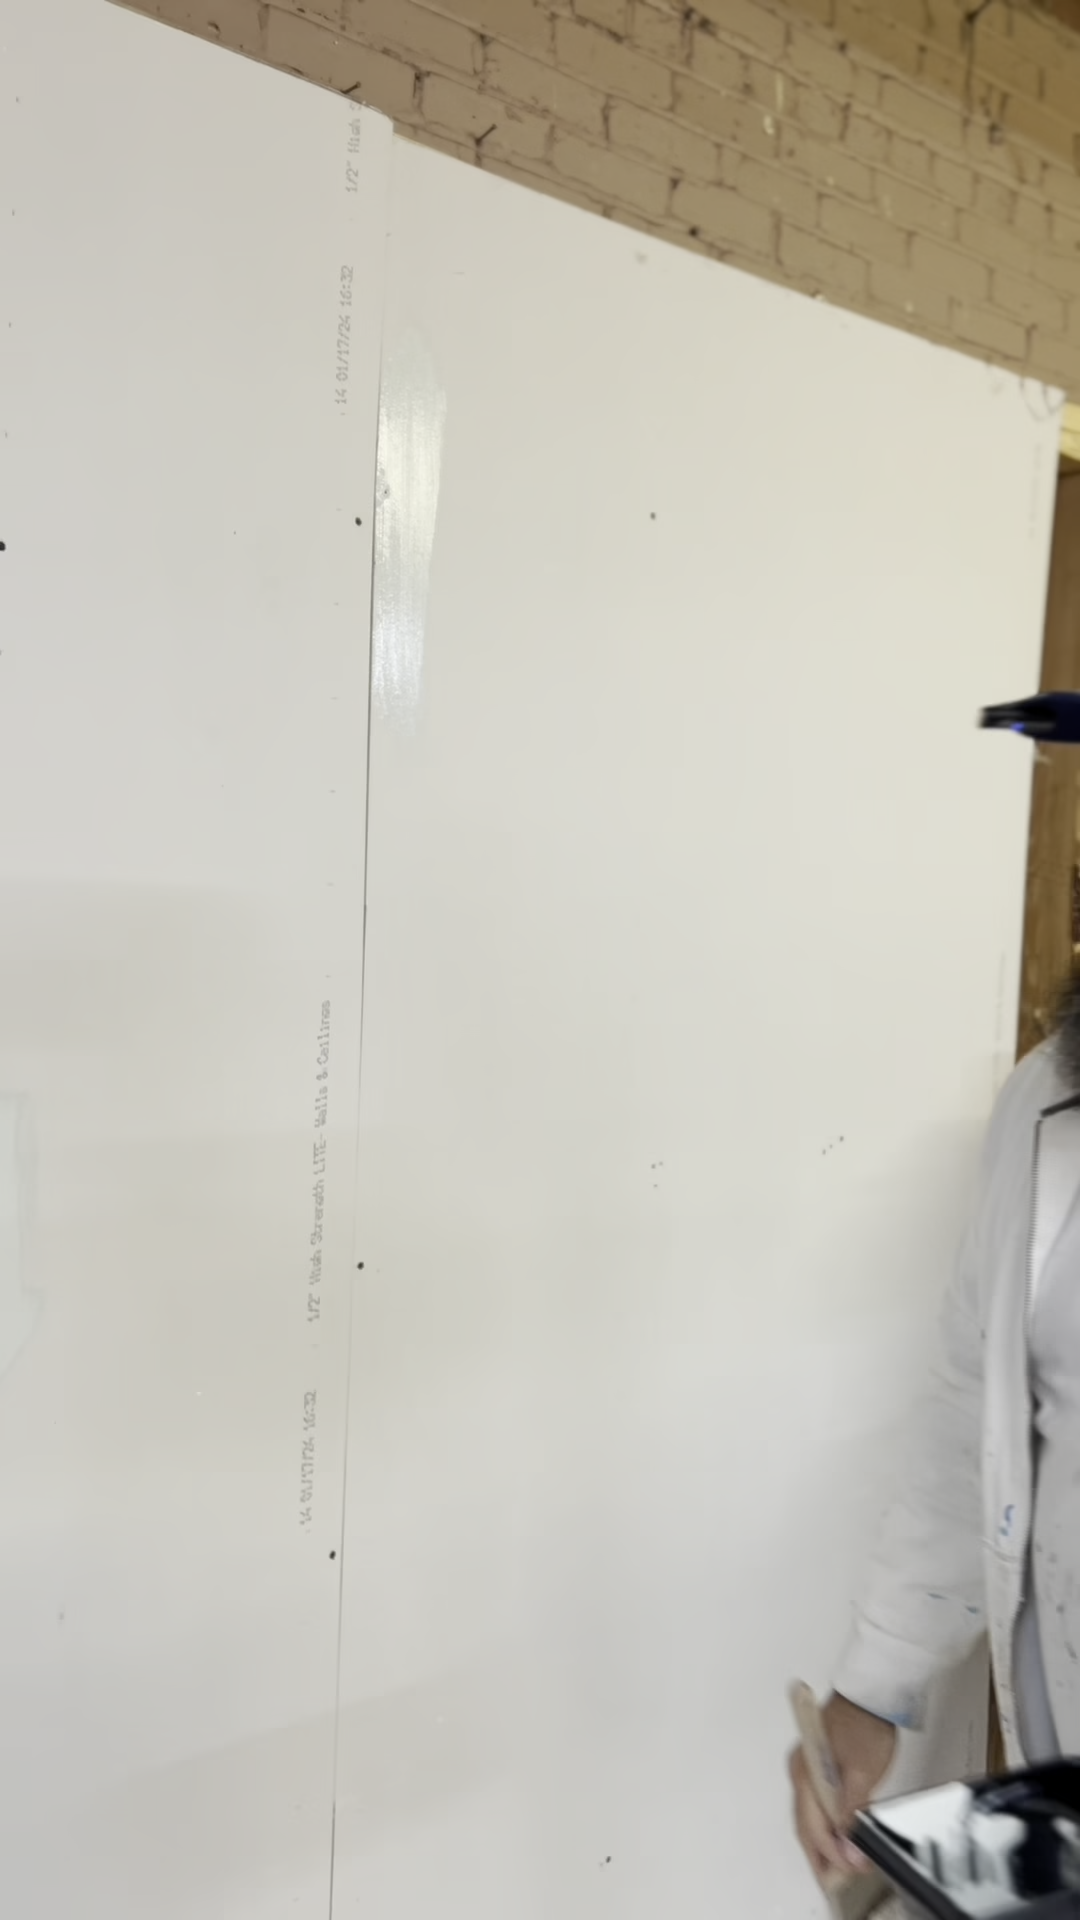 1/2" High
14 01/17/24 16:32
1/2" High Strength LITE- Walls & Ceilings
14 01/17/24 16:32